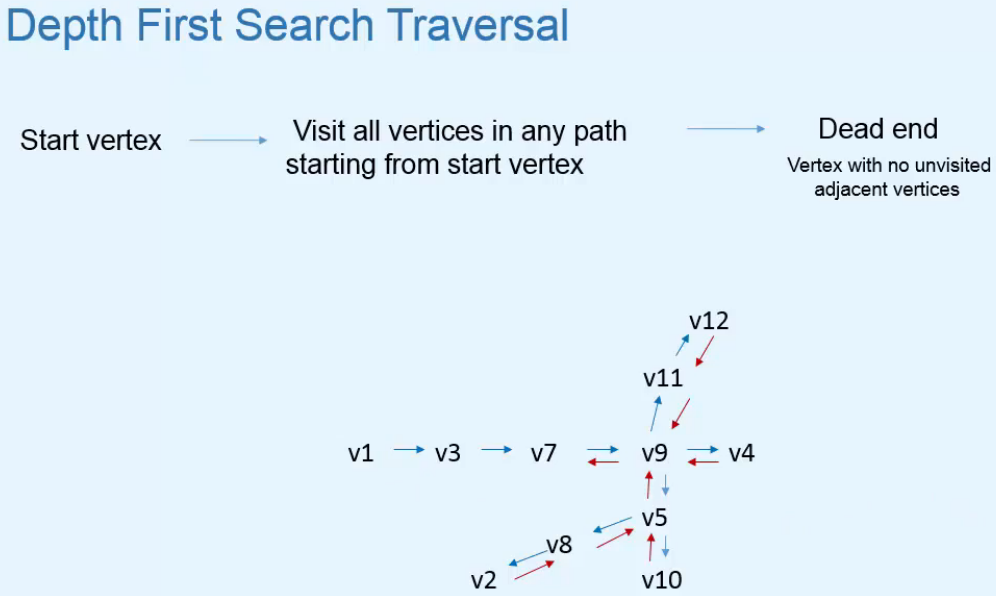 Depth First Search Traversal
Start vertex
Visit all vertices in any path
starting from start vertex
Dead end
Vertex with no unvisited
adjacent vertices
v12
v11
v1 v3 v7 v9 v4
v5
v8
v2 v10